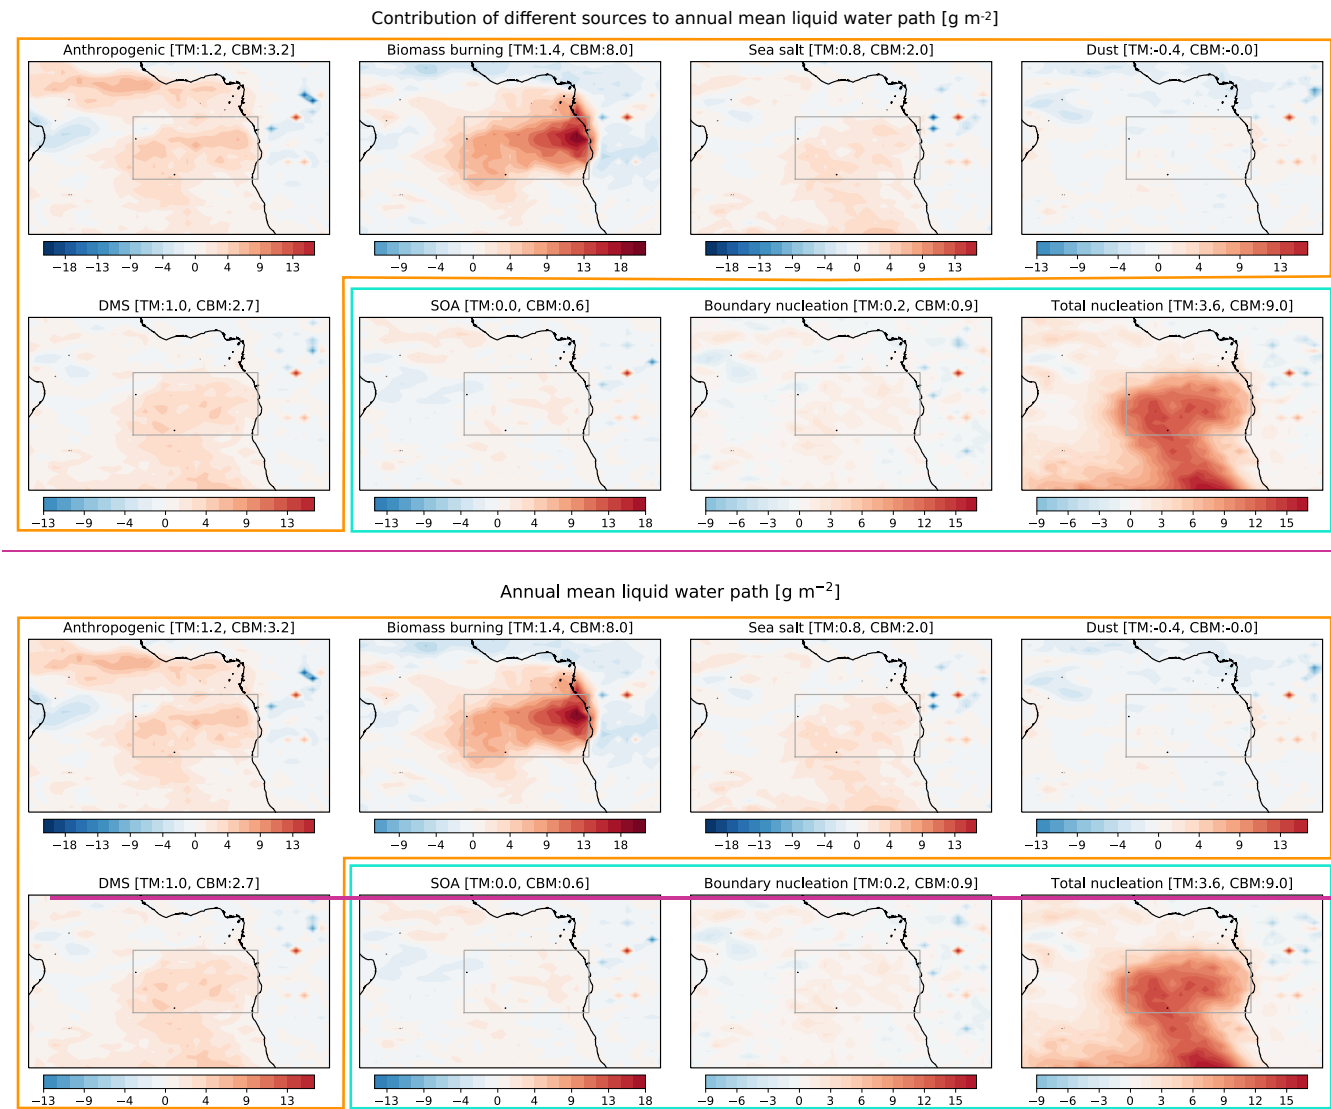 Contribution of different sources to annual mean liquid water path [g m-2]
Anthropogenic [TM:1.2, CBM:3.2] Biomass burning [TM:1.4, CBM:8.0] Sea salt [TM:0.8, CBM:2.0] Dust [TM:-0.4, CBM:-0.0]
−18 −13 −9 −4 0 4 9 13 −9 −4 0 4 9 13 18 −18 −13 −9 −4 0 4 9 13 −13 −9 −4 0 4 9 13
DMS [TM:1.0, CBM:2.7] SOA [TM:0.0, CBM:0.6] Boundary nucleation [TM:0.2, CBM:0.9] Total nucleation [TM:3.6, CBM:9.0]
−13 −9 −4 0 4 9 13 −13 −9 −4 0 4 9 13 18 −9 −6 −3 0 3 6 9 12 15 −9 −6 −3 0 3 6 9 12 15
Annual mean liquid water path [g m−2]
Anthropogenic [TM:1.2, CBM:3.2] Biomass burning [TM:1.4, CBM:8.0] Sea salt [TM:0.8, CBM:2.0] Dust [TM:-0.4, CBM:-0.0]
−18 −13 −9 −4 0 4 9 13 −9 −4 0 4 9 13 18 −18 −13 −9 −4 0 4 9 13 −13 −9 −4 0 4 9 13
DMS [TM:1.0, CBM:2.7] SOA [TM:0.0, CBM:0.6] Boundary nucleation [TM:0.2, CBM:0.9] Total nucleation [TM:3.6, CBM:9.0]
−13 −9 −4 0 4 9 13 −13 −9 −4 0 4 9 13 18 −9 −6 −3 0 3 6 9 12 15 −9 −6 −3 0 3 6 9 12 15